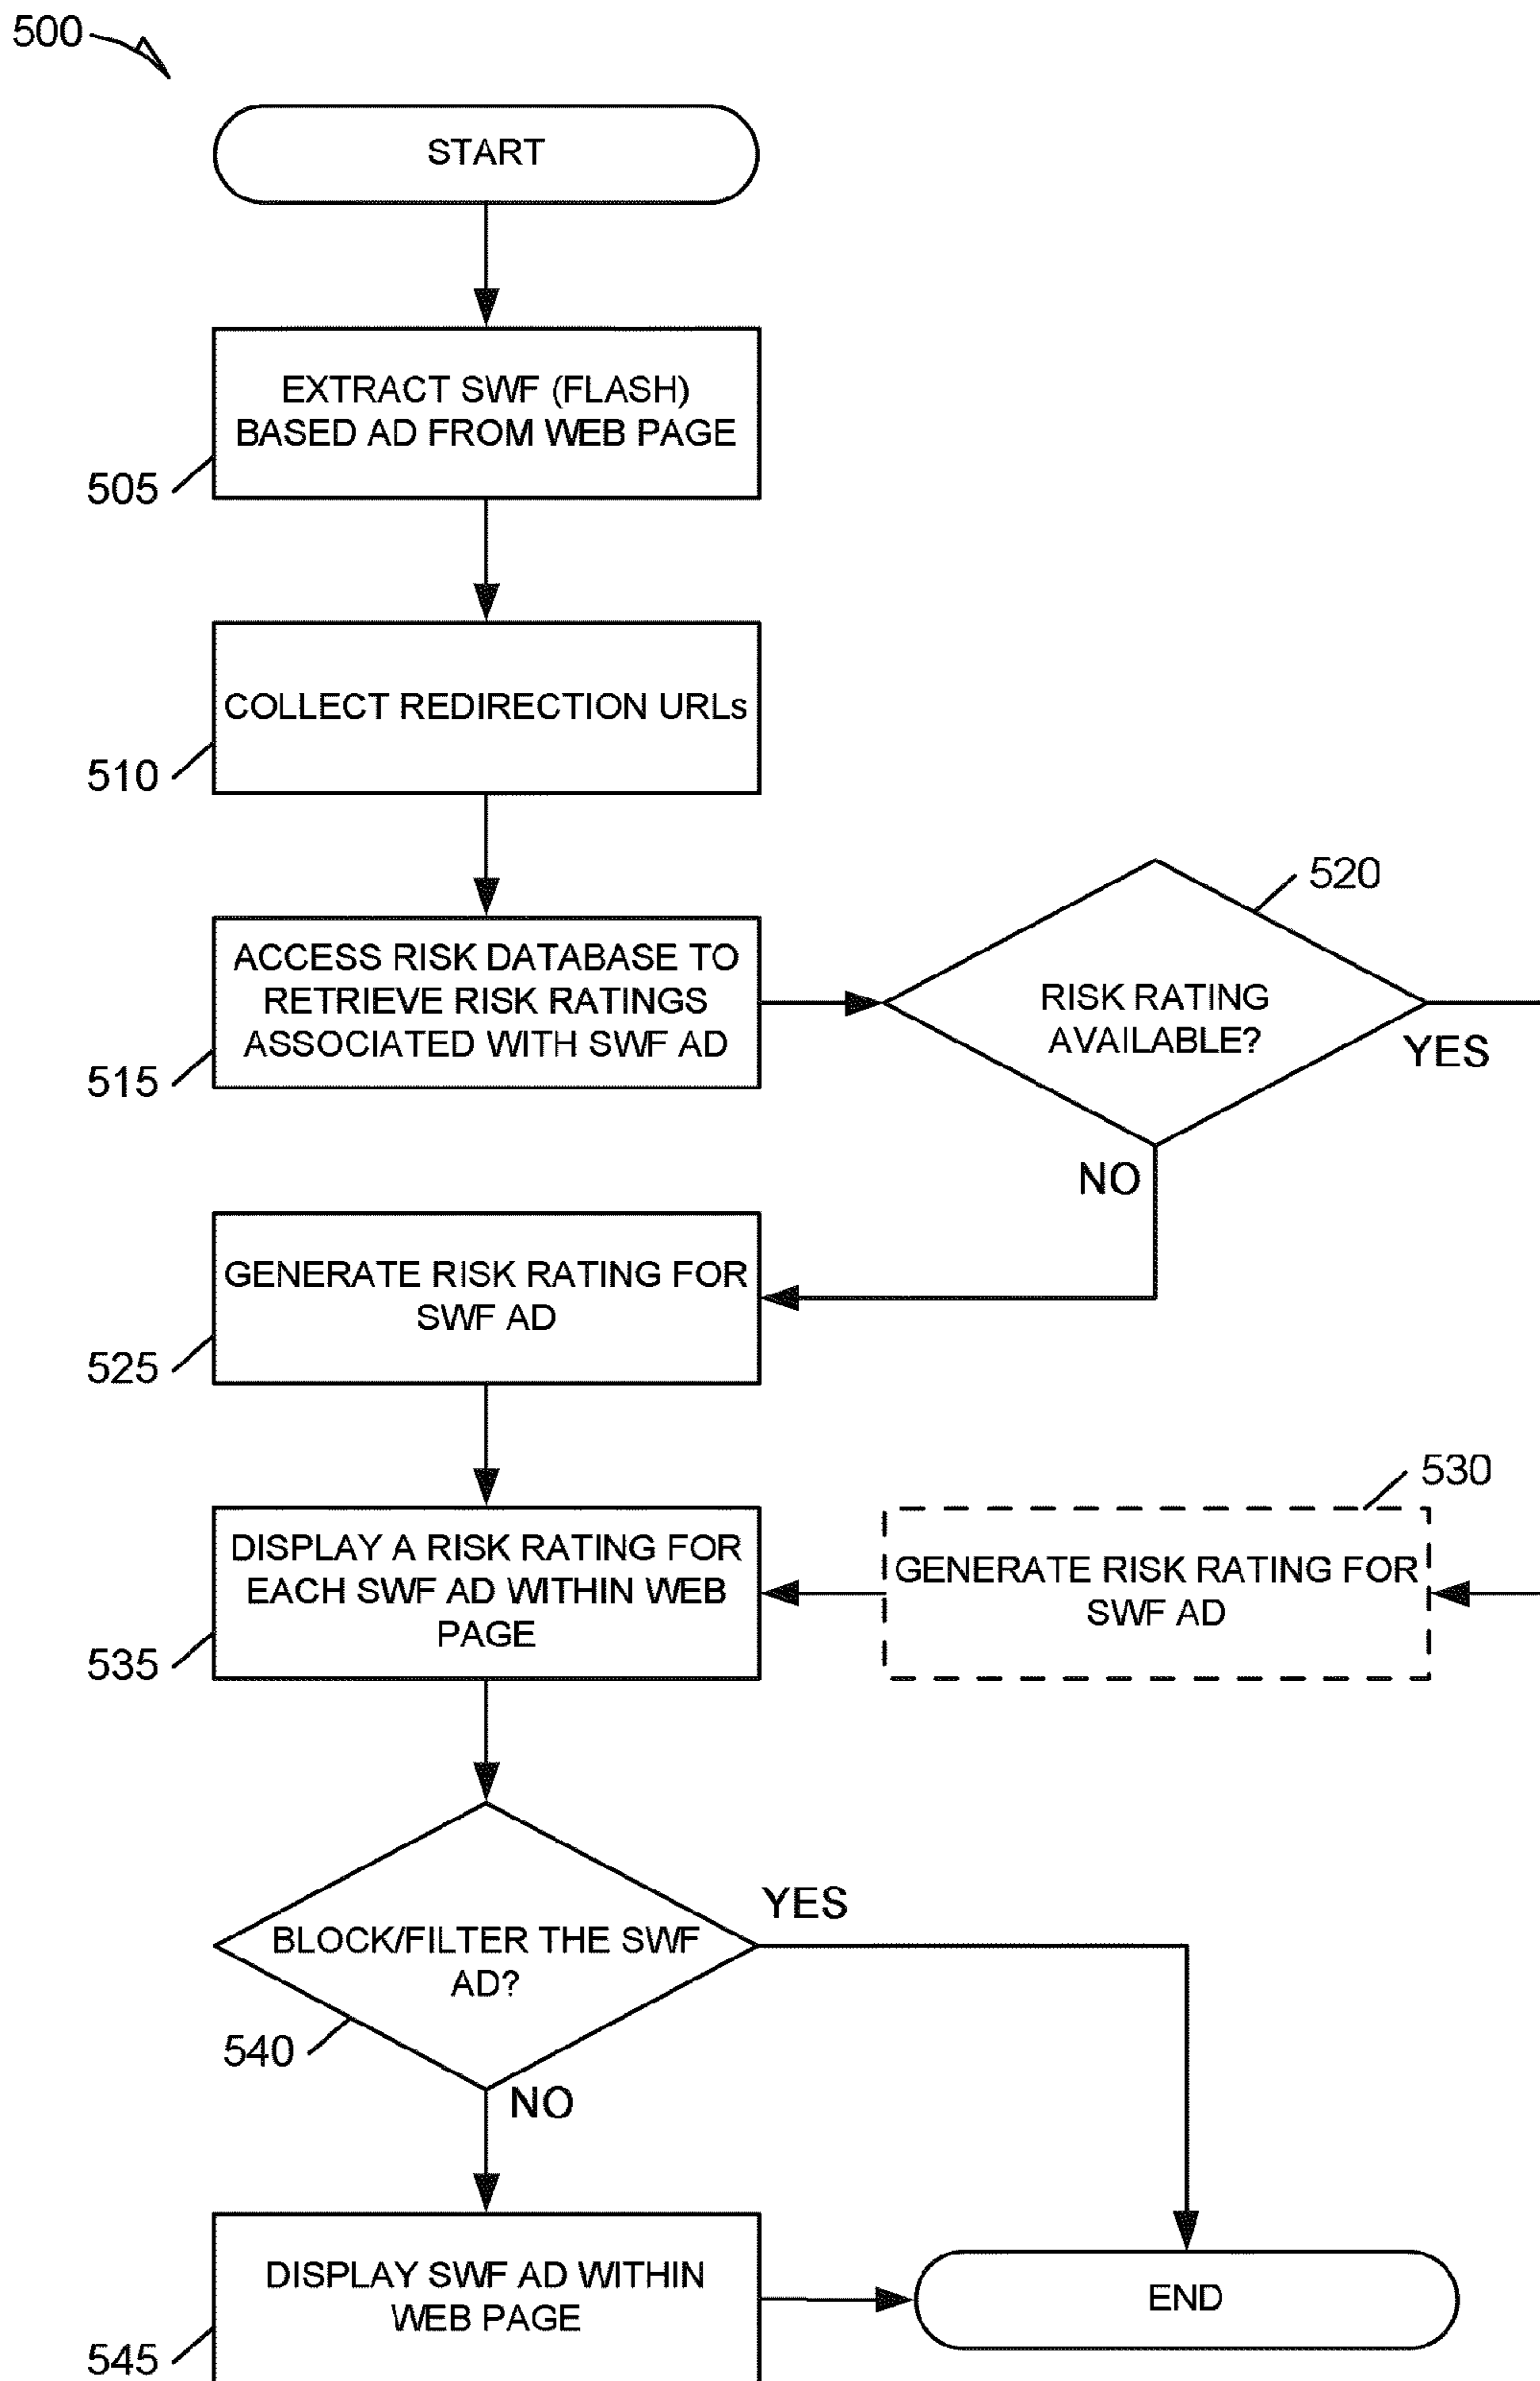 500
START
EXTRACT SWF (FLASH)
BASED AD FROM WEB PAGE
505
COLLECT REDIRECTION URLs
510
ACCESS RISK DATABASE TO
RETRIEVE RISK RATINGS
ASSOCIATED WITH SWF AD
515
520
RISK RATING
AVAILABLE?
YES
NO
GENERATE RISK RATING FOR
SWF AD
525
530
GENERATE RISK RATING FOR
SWF AD
DISPLAY A RISK RATING FOR
EACH SWF AD WITHIN WEB
PAGE
535
BLOCK/FILTER THE SWF
AD?
YES
540
NO
DISPLAY SWF AD WITHIN
WEB PAGE
545
END